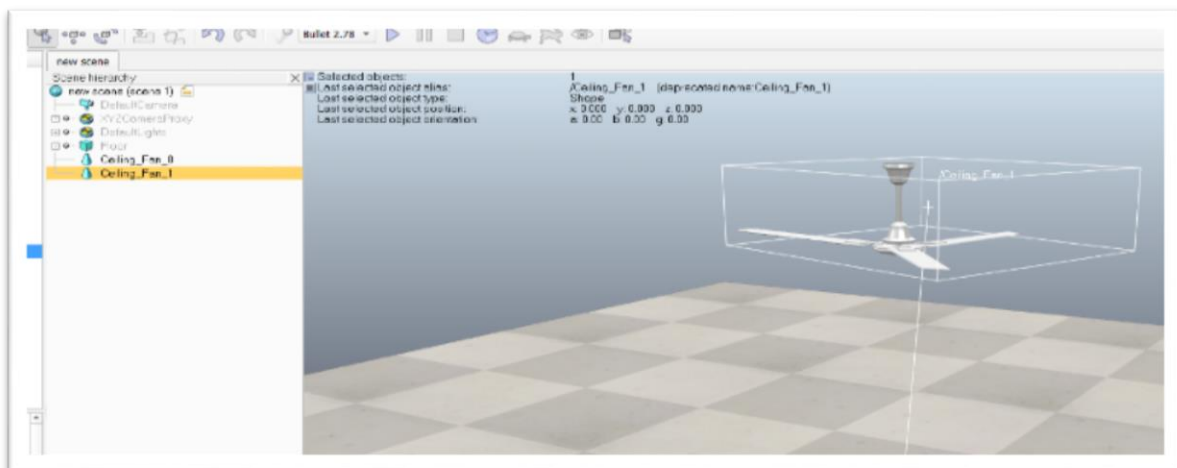 Bullet 2.78
new scene
Scene hierarchy
new scene (scene 1)
DefaultCamera
XYZCameraProxy
DefaultLights
Floor
Ceiling_Fan_0
Ceiling_Fan_1
Selected objects: 1
Last selected object alias: /Ceiling_Fan_1 (deprecated name: Ceiling_Fan_1)
Last selected object type: Shape
Last selected object position: x: 0.000 y: 0.000 z: 0.000
Last selected object orientation a: 0.00 b: 0.00 g: 0.00
/Ceiling_Fan_1